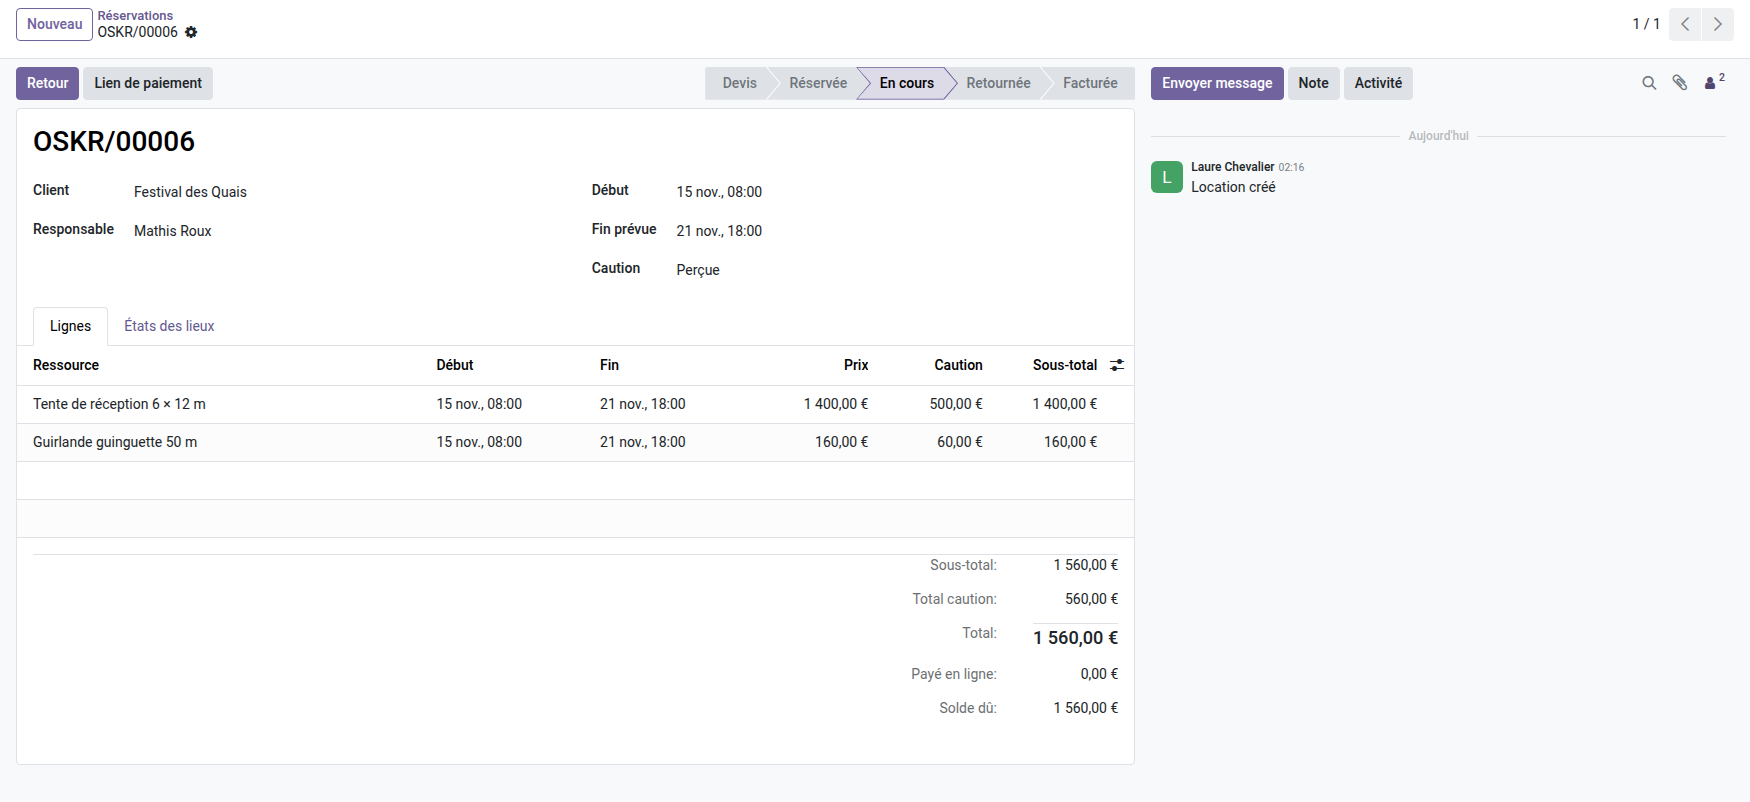 Nouveau
Réservations
OSKR/00006
1 / 1
Retour
Lien de paiement
Devis
Réservée
En cours
Retournée
Facturée
Envoyer message
Note
Activité
2
OSKR/00006
Client
Festival des Quais
Début
15 nov., 08:00
Responsable
Mathis Roux
Fin prévue
21 nov., 18:00
Caution
Perçue
Aujourd'hui
L
Laure Chevalier 02:16
Location créé
Lignes
États des lieux
Ressource Début Fin Prix Caution Sous-total
Tente de réception 6 × 12 m 15 nov., 08:00 21 nov., 18:00 1 400,00 € 500,00 € 1 400,00 €
Guirlande guinguette 50 m 15 nov., 08:00 21 nov., 18:00 160,00 € 60,00 € 160,00 €
Sous-total: 1 560,00 €
Total caution: 560,00 €
Total: 1 560,00 €
Payé en ligne: 0,00 €
Solde dû: 1 560,00 €